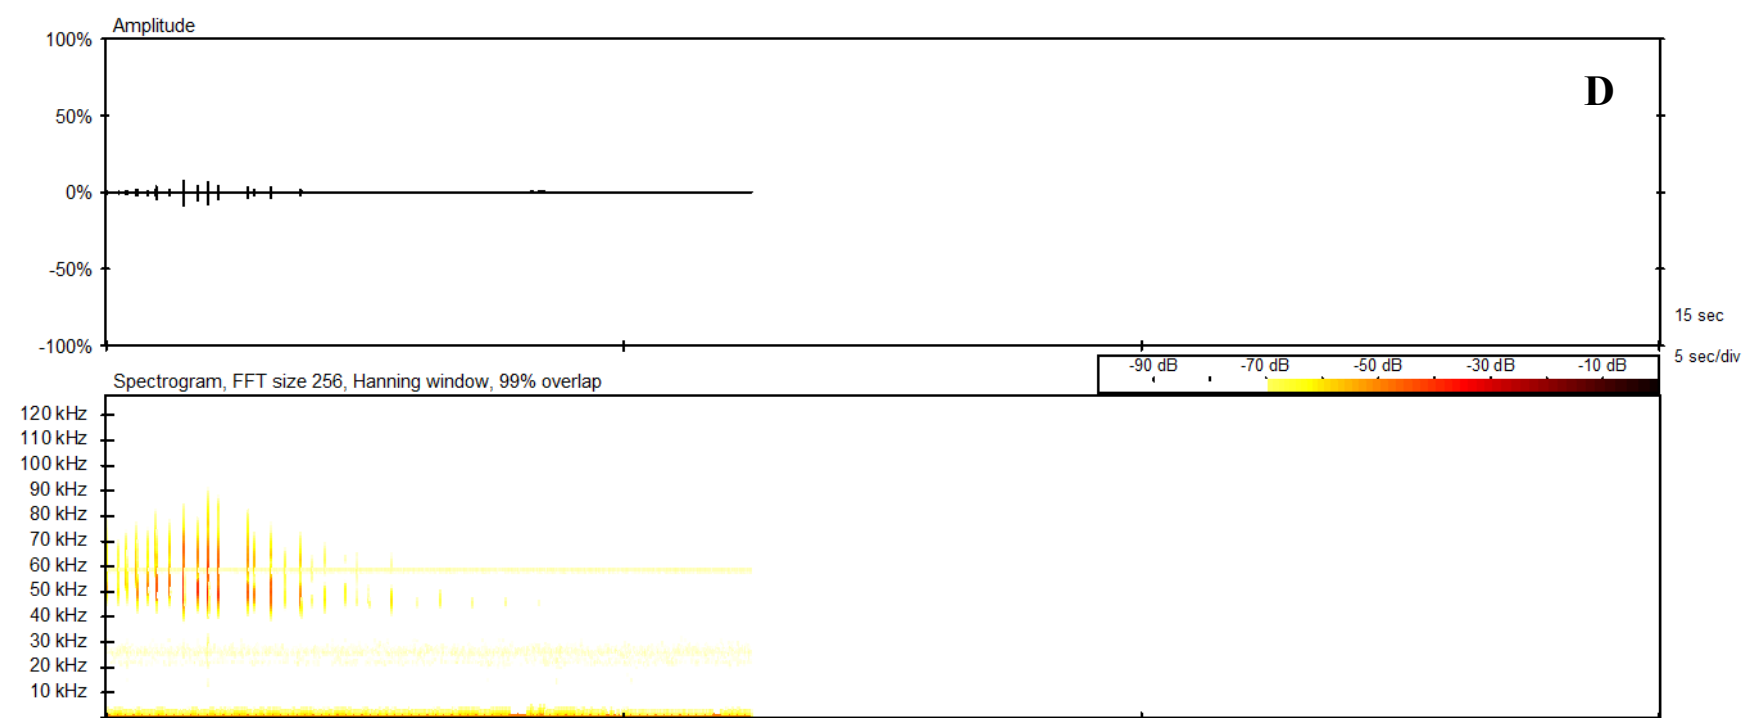 Amplitude
100%
D
50%
0%
-50%
15 sec
-100%
5 sec/div
-90 dB -70 dB -50 dB -30 dB -10 dB
Spectrogram, FFT size 256, Hanning window, 99% overlap
120 kHz
110 kHz
100 kHz
90 kHz
80 kHz
70 kHz
60 kHz
50 kHz
40 kHz
30 kHz
20 kHz
10 kHz